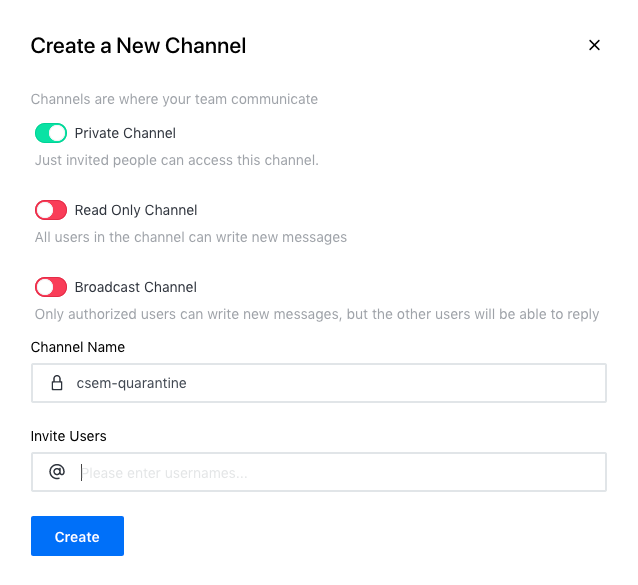 Create a New Channel
Channels are where your team communicate
Private Channel
Just invited people can access this channel.
Read Only Channel
All users in the channel can write new messages
Broadcast Channel
Only authorized users can write new messages, but the other users will be able to reply
Channel Name
csem-quarantine
Invite Users
@ Please enter usernames...
Create